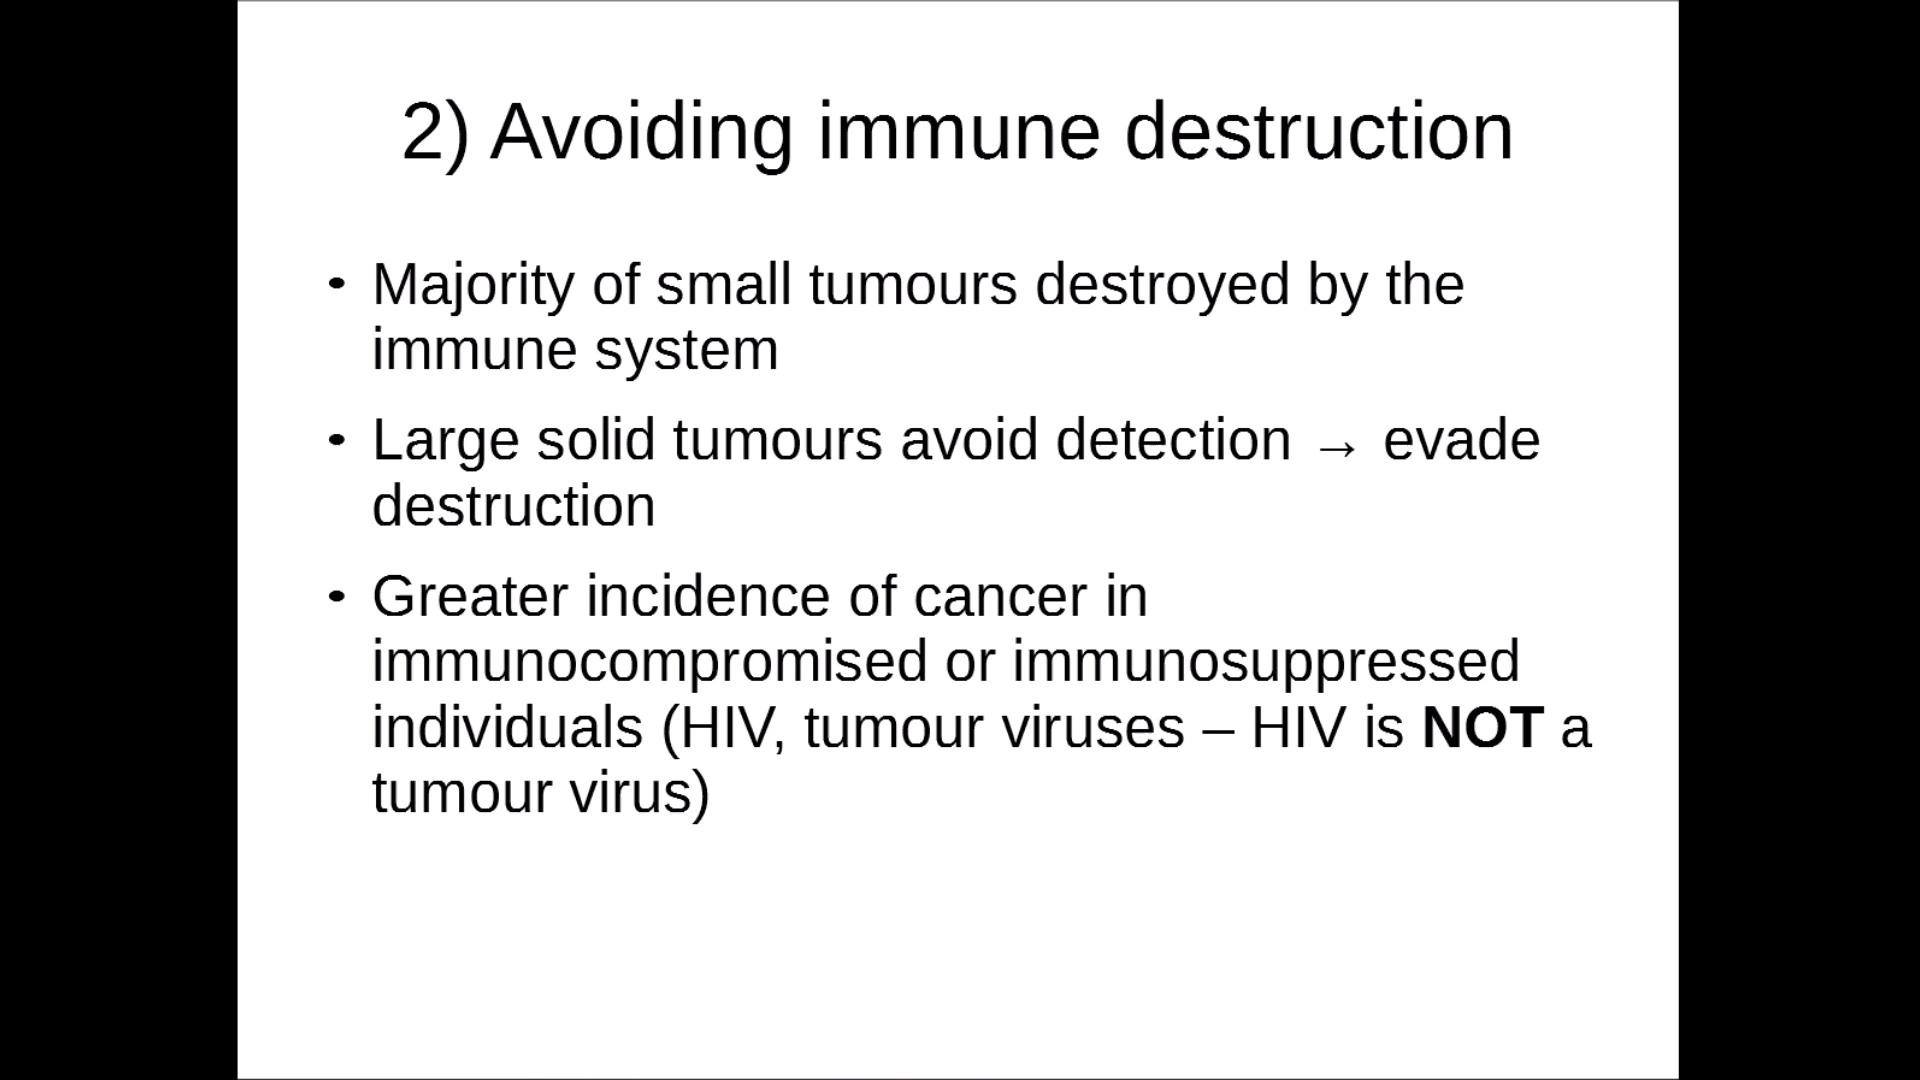 2) Avoiding immune destruction
• Majority of small tumours destroyed by the
immune system
• Large solid tumours avoid detection → evade
destruction
• Greater incidence of cancer in
immunocompromised or immunosuppressed
individuals (HIV, tumour viruses – HIV is NOT a
tumour virus)